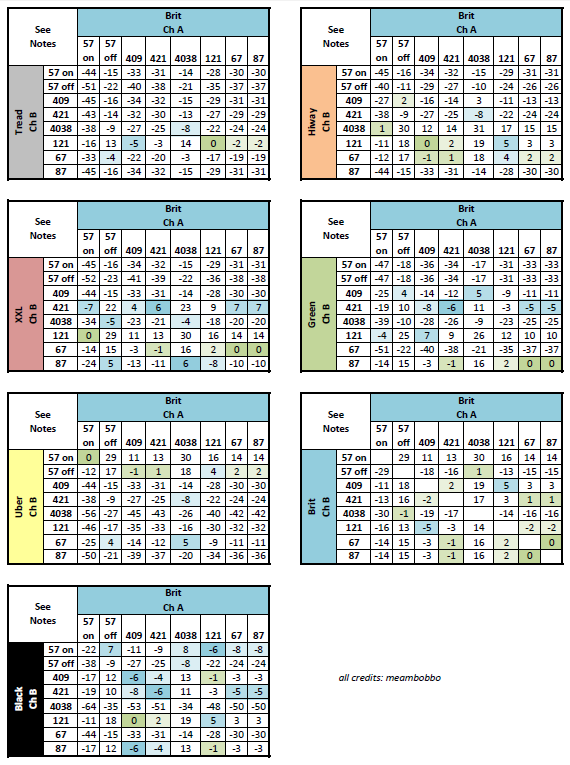 Brit
See Ch A
Notes 57 57
on off 409 421 4038 121 67 87
Tread
Ch B
57 on -44 -15 -33 -31 -14 -28 -30 -30
57 off -51 -22 -40 -38 -21 -35 -37 -37
409 -45 -16 -34 -32 -15 -29 -31 -31
421 -43 -14 -32 -30 -13 -27 -29 -29
4038 -38 -9 -27 -25 -8 -22 -24 -24
121 -16 13 -5 -3 14 0 -2 -2
67 -33 -4 -22 -20 -3 -17 -19 -19
87 -45 -16 -34 -32 -15 -29 -31 -31
Brit
See Ch A
Notes 57 57
on off 409 421 4038 121 67 87
Hiway
Ch B
57 on -45 -16 -34 -32 -15 -29 -31 -31
57 off -40 -11 -29 -27 -10 -24 -26 -26
409 -27 2 -16 -14 3 -11 -13 -13
421 -38 -9 -27 -25 -8 -22 -24 -24
4038 1 30 12 14 31 17 15 15
121 -11 18 0 2 19 5 3 3
67 -12 17 -1 1 18 4 2 2
87 -44 -15 -33 -31 -14 -28 -30 -30
Brit
See Ch A
Notes 57 57
on off 409 421 4038 121 67 87
XXL
Ch B
57 on -45 -16 -34 -32 -15 -29 -31 -31
57 off -52 -23 -41 -39 -22 -36 -38 -38
409 -44 -15 -33 -31 -14 -28 -30 -30
421 -7 22 4 6 23 9 7 7
4038 -34 -5 -23 -21 -4 -18 -20 -20
121 0 29 11 13 30 16 14 14
67 -14 15 -3 -1 16 2 0 0
87 -24 5 -13 -11 6 -8 -10 -10
Brit
See Ch A
Notes 57 57
on off 409 421 4038 121 67 87
Green
Ch B
57 on -47 -18 -36 -34 -17 -31 -33 -33
57 off -47 -18 -36 -34 -17 -31 -33 -33
409 -25 4 -14 -12 5 -9 -11 -11
421 -19 10 -8 -6 11 -3 -5 -5
4038 -39 -10 -28 -26 -9 -23 -25 -25
121 -4 25 7 9 26 12 10 10
67 -51 -22 -40 -38 -21 -35 -37 -37
87 -14 15 -3 -1 16 2 0 0
Brit
See Ch A
Notes 57 57
on off 409 421 4038 121 67 87
Uber
Ch B
57 on 0 29 11 13 30 16 14 14
57 off -12 17 -1 1 18 4 2 2
409 -44 -15 -33 -31 -14 -28 -30 -30
421 -38 -9 -27 -25 -8 -22 -24 -24
4038 -56 -27 -45 -43 -26 -40 -42 -42
121 -46 -17 -35 -33 -16 -30 -32 -32
67 -25 4 -14 -12 5 -9 -11 -11
87 -50 -21 -39 -37 -20 -34 -36 -36
Brit
See Ch A
Notes 57 57
on off 409 421 4038 121 67 87
Brit
Ch B
57 on 29 11 13 30 16 14 14
57 off -29 -18 -16 1 -13 -15 -15
409 -11 18 2 19 5 3 3
421 -13 16 -2 17 3 1 1
4038 -30 -1 -19 -17 -14 -16 -16
121 -16 13 -5 -3 14 -2 -2
67 -14 15 -3 -1 16 2 0
87 -14 15 -3 -1 16 2 0
Brit
See Ch A
Notes 57 57
on off 409 421 4038 121 67 87
Black
Ch B
57 on -22 7 -11 -9 8 -6 -8 -8
57 off -38 -9 -27 -25 -8 -22 -24 -24
409 -17 12 -6 -4 13 -1 -3 -3
421 -19 10 -8 -6 11 -3 -5 -5
4038 -64 -35 -53 -51 -34 -48 -50 -50
121 -11 18 0 2 19 5 3 3
67 -44 -15 -33 -31 -14 -28 -30 -30
87 -17 12 -6 -4 13 -1 -3 -3
all credits: meambobbo